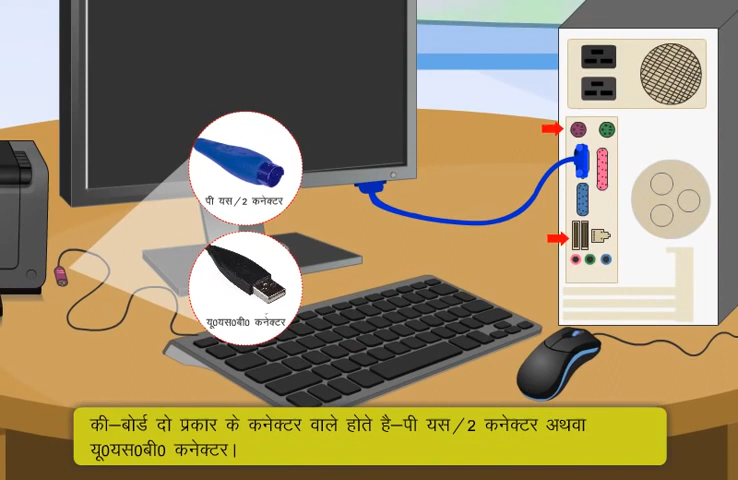 पी यस/2 कनेक्टर
यू0यस0बी0 कनेक्टर
की–बोर्ड दो प्रकार के कनेक्टर वाले होते है–पी यस/2 कनेक्टर अथवा
यू0यस0बी0 कनेक्टर।